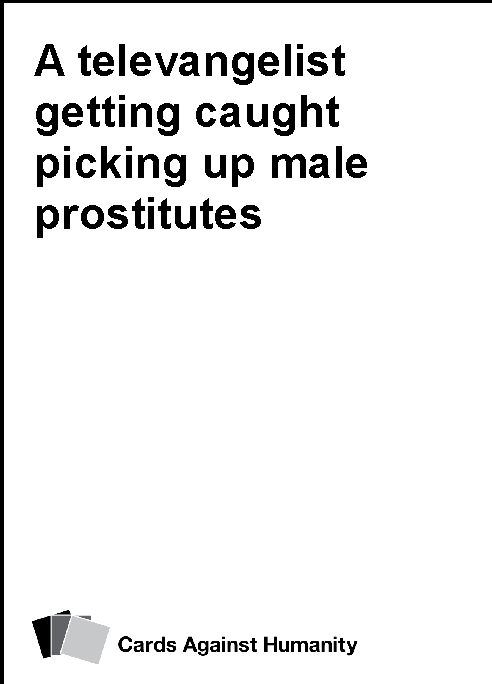 A televangelist
getting caught
picking up male
prostitutes
Cards Against Humanity